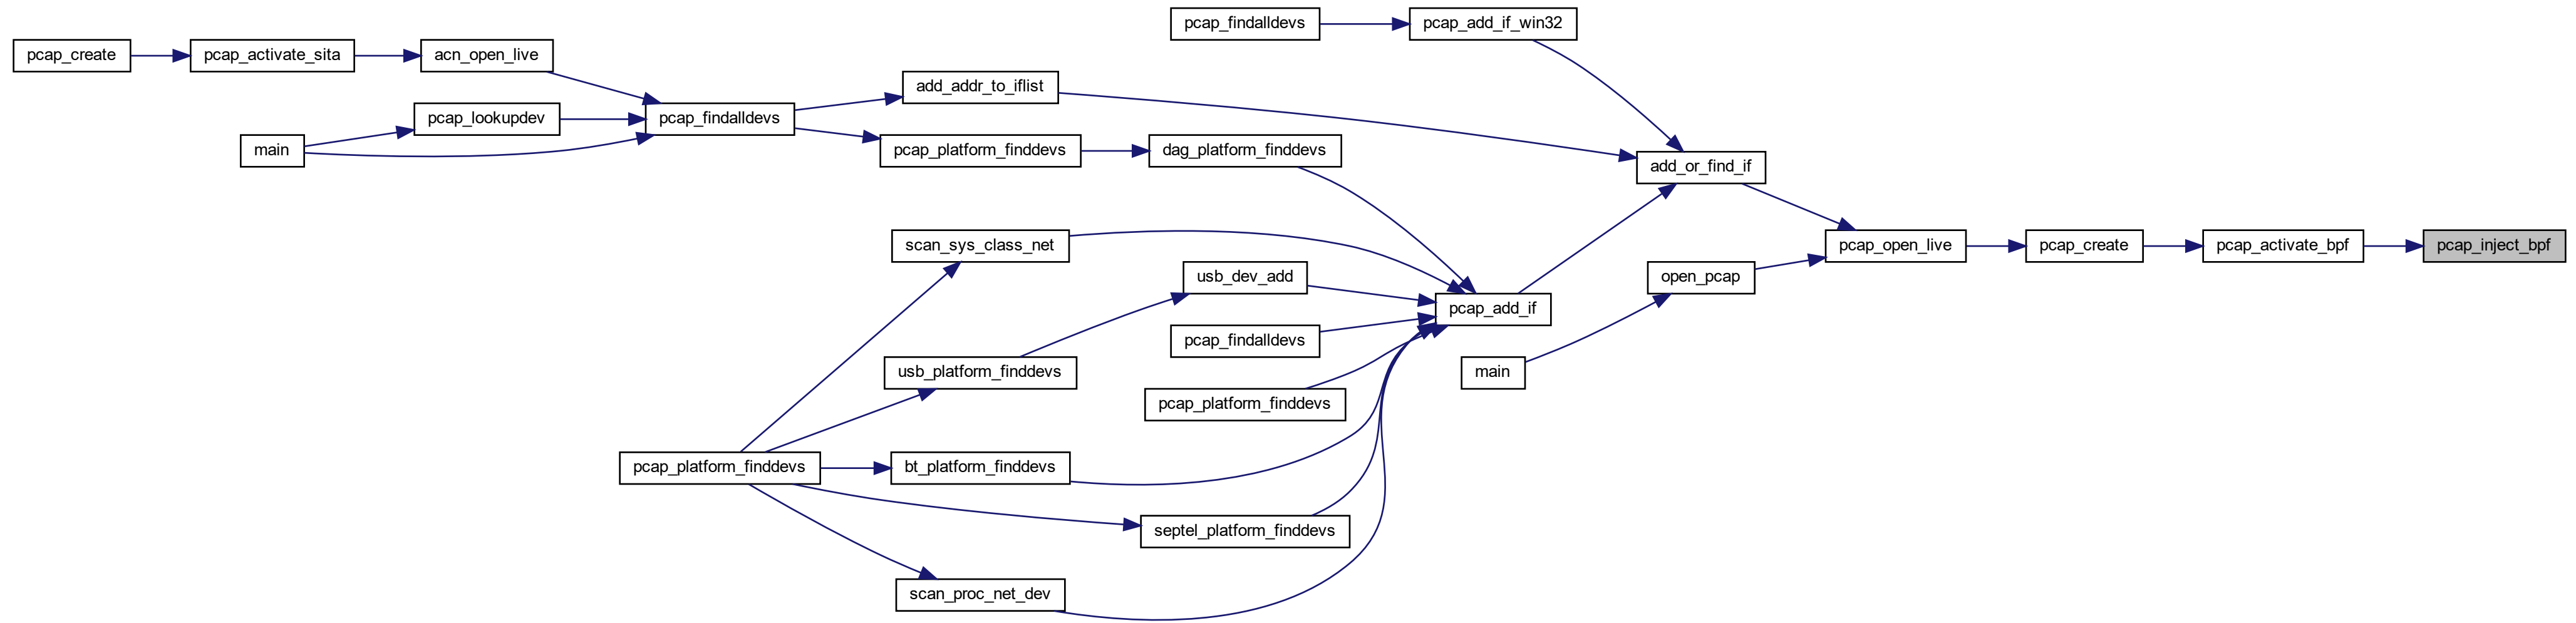 pcap_findalldevs
pcap_add_if_win32
pcap_create
pcap_activate_sita
acn_open_live
add_addr_to_iflist
pcap_lookupdev
pcap_findalldevs
main
pcap_platform_finddevs
dag_platform_finddevs
add_or_find_if
scan_sys_class_net
pcap_open_live
pcap_create
pcap_activate_bpf
pcap_inject_bpf
usb_dev_add
open_pcap
pcap_add_if
pcap_findalldevs
usb_platform_finddevs
main
pcap_platform_finddevs
pcap_platform_finddevs
bt_platform_finddevs
septel_platform_finddevs
scan_proc_net_dev